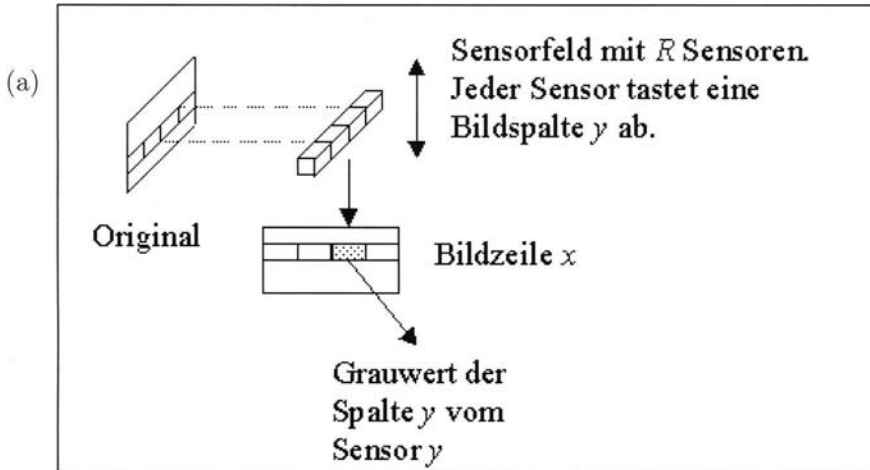 (a)
Sensorfeld mit R Sensoren.
Jeder Sensor tastet eine
Bildspalte y ab.
Original
Bildzeile x
Grauwert der
Spalte y vom
Sensor y